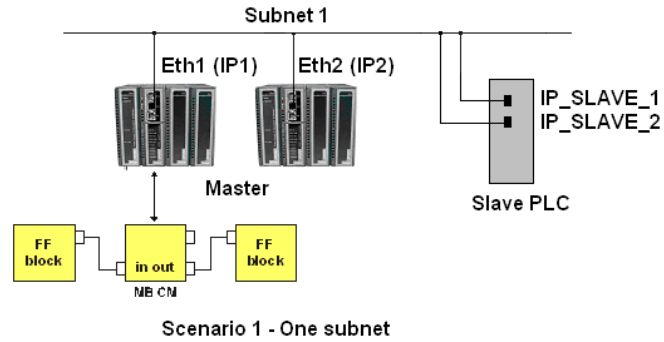 Subnet 1
Eth1 (IP1)
Eth2 (IP2)
IP_SLAVE_1
IP_SLAVE_2
Master
Slave PLC
FF
block
in out
FF
block
MB CM
Scenario 1 - One subnet